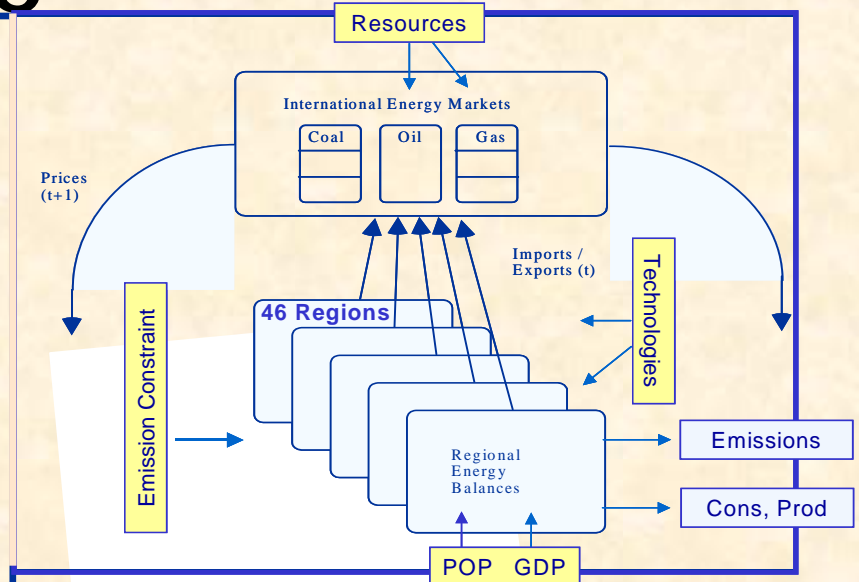 Resources
International Energy Markets
Coal
Oil
Gas
Prices
(t+1)
Imports /
Exports (t)
Technologies
46 Regions
Emission Constraint
Regional
Energy
Balances
Emissions
Cons, Prod
POP GDP